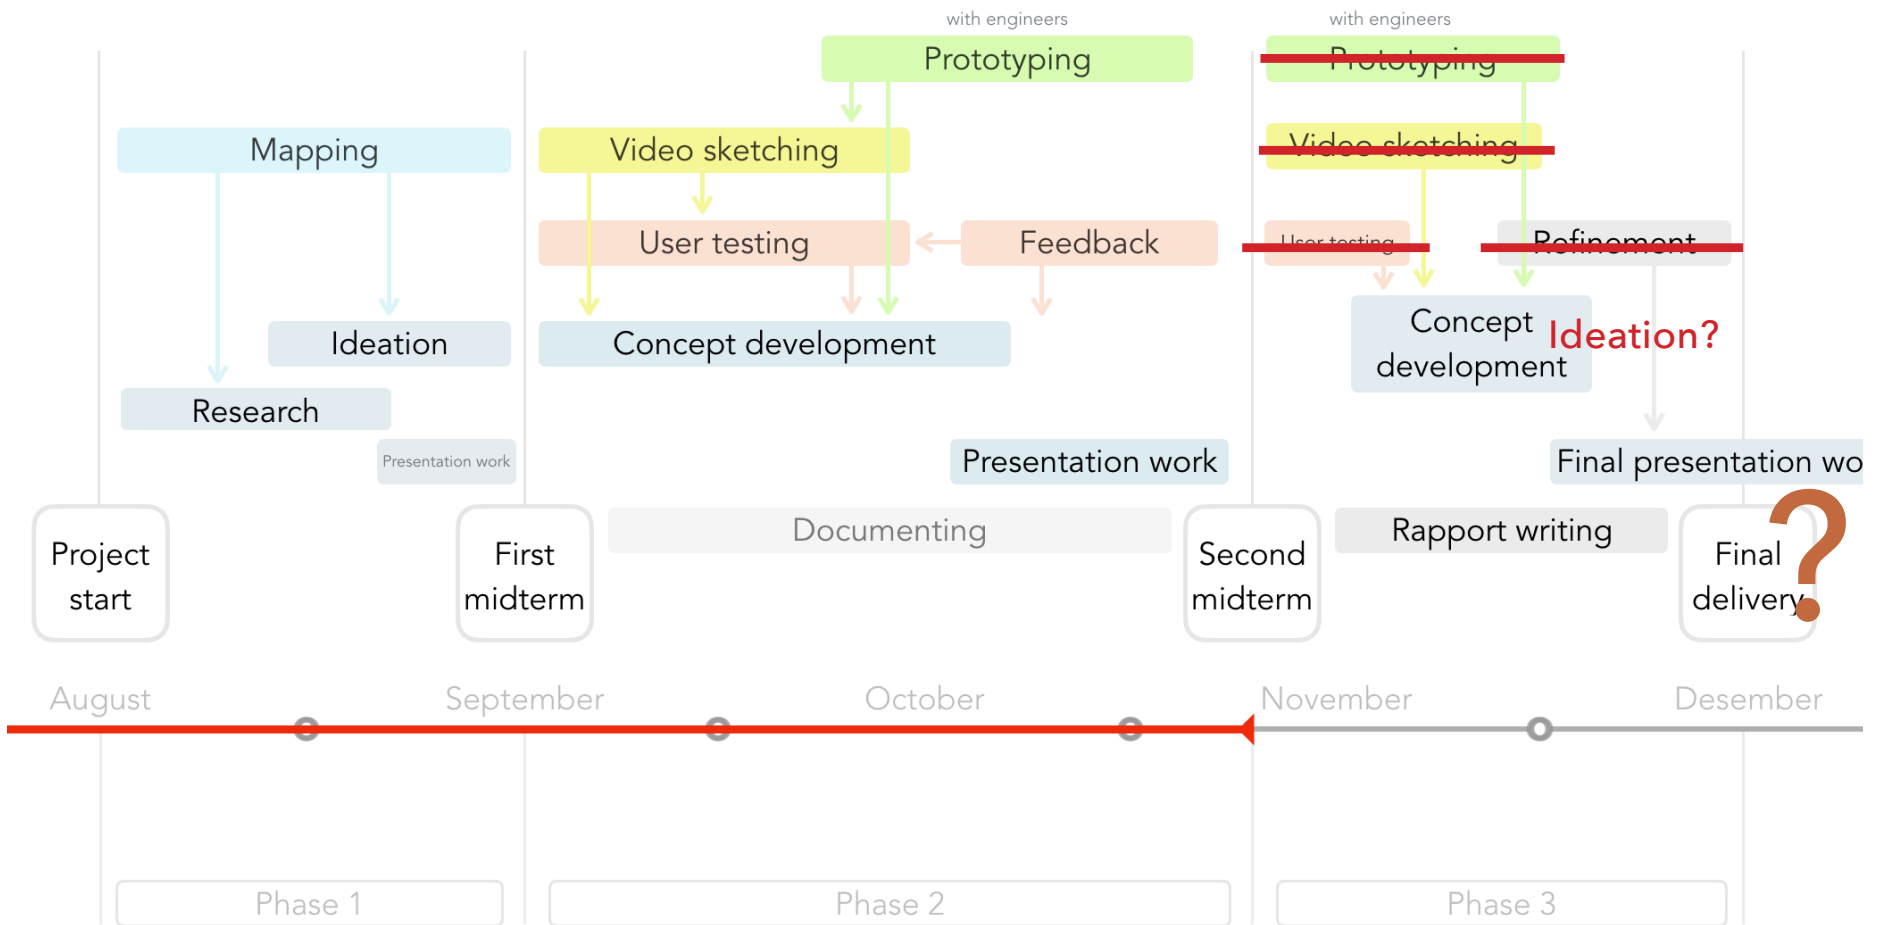 with engineers
with engineers
Prototyping
Prototyping
Mapping
Video sketching
Video sketching
User testing
Feedback
User testing
Refinement
Ideation
Concept development
Concept
development
Ideation?
Research
Presentation work
Presentation work
Final presentation wo
Documenting
Rapport writing
Project
start
First
midterm
Second
midterm
Final
delivery
?
August
September
October
November
Desember
Phase 1
Phase 2
Phase 3